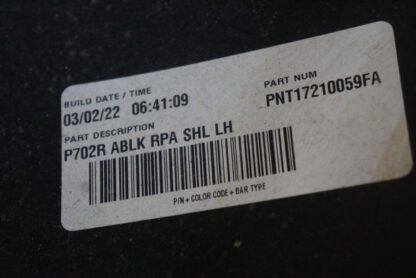 BUILD DATE / TIME
03/02/22 06:41:09
PART NUM
PNT17210059FA
PART DESCRIPTION
P702R ABLK RPA SHL LH
P/N + COLOR CODE + BAR TYPE